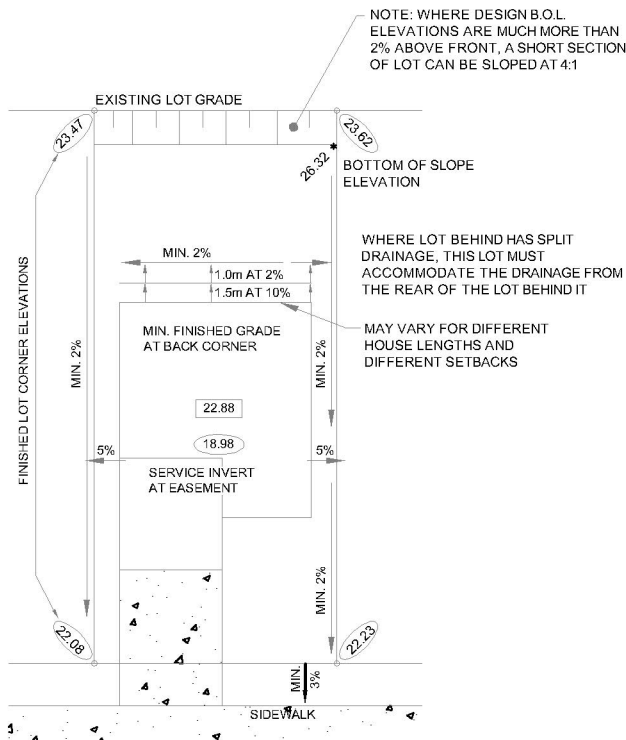 NOTE: WHERE DESIGN B.O.L.
ELEVATIONS ARE MUCH MORE THAN
2% ABOVE FRONT, A SHORT SECTION
OF LOT CAN BE SLOPED AT 4:1
EXISTING LOT GRADE
23.47
23.62
26.32
BOTTOM OF SLOPE
ELEVATION
WHERE LOT BEHIND HAS SPLIT
DRAINAGE, THIS LOT MUST
ACCOMMODATE THE DRAINAGE FROM
THE REAR OF THE LOT BEHIND IT
MIN. 2%
1.0m AT 2%
1.5m AT 10%
MAY VARY FOR DIFFERENT
HOUSE LENGTHS AND
DIFFERENT SETBACKS
MIN. FINISHED GRADE
AT BACK CORNER
FINISHED LOT CORNER ELEVATIONS
MIN. 2%
MIN. 2%
22.88
18.98
5%
5%
SERVICE INVERT
AT EASEMENT
MIN. 2%
22.08
22.23
MIN.
3%
SIDEWALK